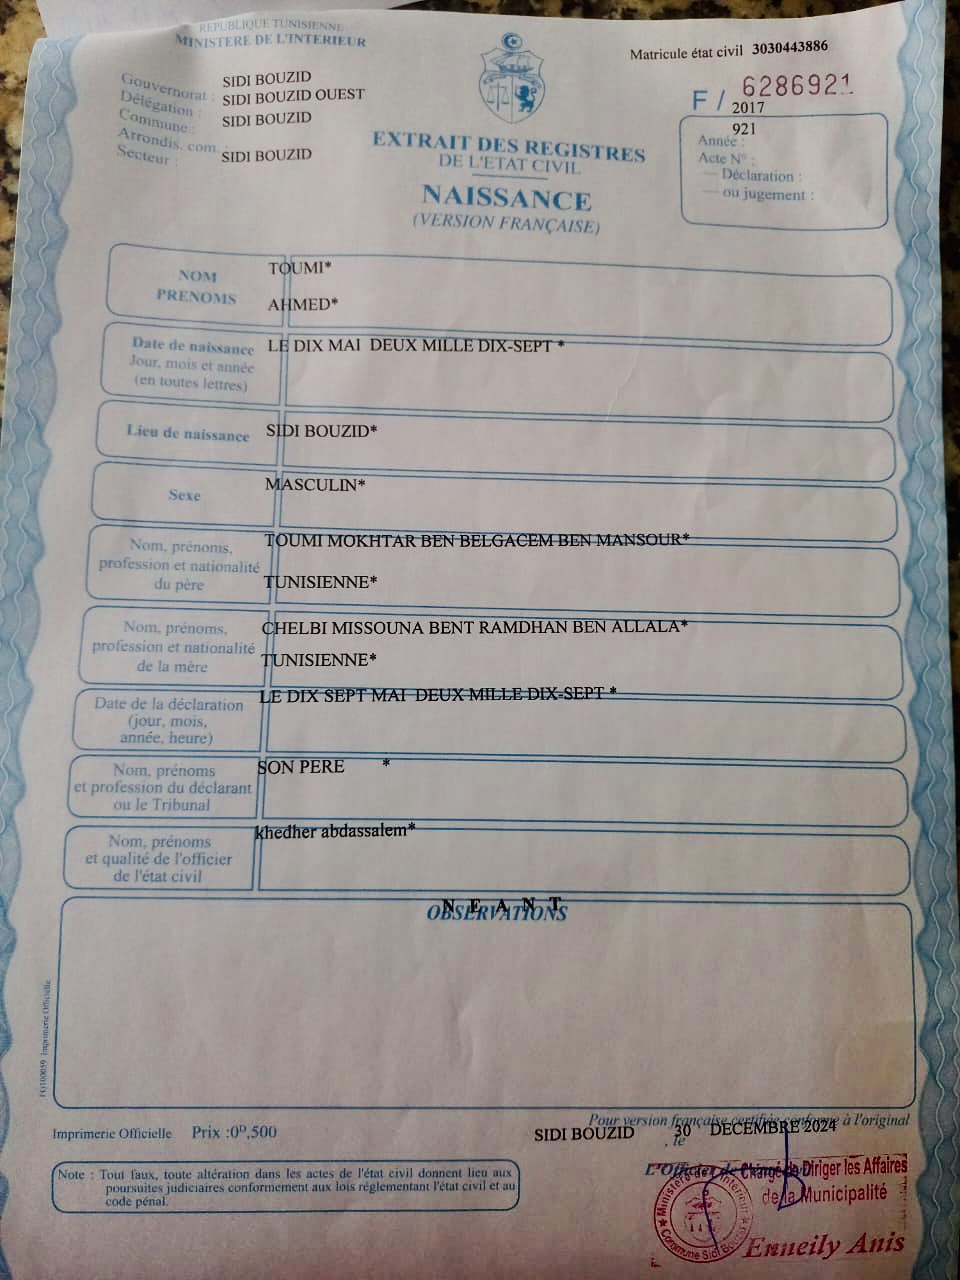 REPUBLIQUE TUNISIENNE
MINISTERE DE L'INTERIEUR
Matricule état civil 3030443886
Gouvernorat : SIDI BOUZID
Délégation : SIDI BOUZID OUEST
Commune : SIDI BOUZID
Arrondis. com. :
Secteur : SIDI BOUZID
F / 6286921
2017
921
Année :
Acte N° :
— Déclaration :
— ou jugement :
EXTRAIT DES REGISTRES
DE L'ETAT CIVIL
NAISSANCE
(VERSION FRANÇAISE)
NOM TOUMI*
PRENOMS AHMED*
Date de naissance LE DIX MAI DEUX MILLE DIX-SEPT *
Jour, mois et année
(en toutes lettres)
Lieu de naissance SIDI BOUZID*
Sexe MASCULIN*
Nom, prénoms, TOUMI MOKHTAR BEN BELGACEM BEN MANSOUR*
profession et nationalité
du père TUNISIENNE*
Nom, prénoms, CHELBI MISSOUNA BENT RAMDHAN BEN ALLALA*
profession et nationalité
de la mère TUNISIENNE*
Date de la déclaration LE DIX SEPT MAI DEUX MILLE DIX-SEPT *
(jour, mois,
année, heure)
Nom, prénoms SON PERE *
et profession du déclarant
ou le Tribunal
Nom, prénoms khedher abdassalem*
et qualité de l'officier
de l'état civil
N E A N T
OBSERVATIONS
Imprimerie Officielle
Imprimerie Officielle Prix :0ᴰ,500
Pour version française certifiée conforme à l'original
SIDI BOUZID , le 30 DECEMBRE 2024
Note : Tout faux, toute altération dans les actes de l'état civil donnent lieu aux
poursuites judiciaires conformement aux lois réglementant l'état civil et au
code pénal.
Chargé de Diriger les Affaires
de la Municipalité
Ministère de l'Intérieur
Commune Sidi Bouzid
Enneily Anis